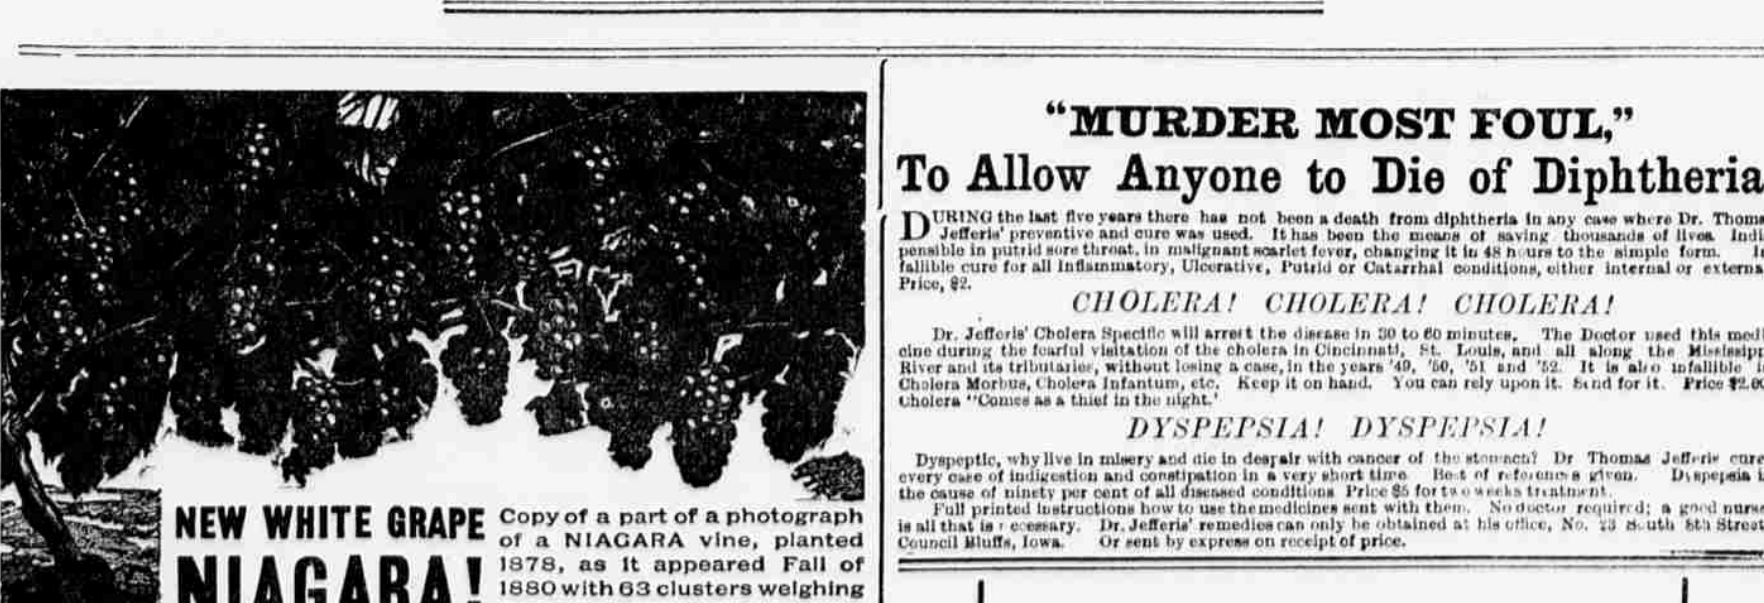 NEW WHITE GRAPE
NIAGARA!
Copy of a part of a photograph
of a NIAGARA vine, planted
1878, as it appeared Fall of
1880 with 63 clusters weighing
"MURDER MOST FOUL,"
To Allow Anyone to Die of Diphtheria
DURING the last five years there has not been a death from diphtheria in any case where Dr. Thom
Jefferis' preventive and cure was used. It has been the means of saving thousands of lives. Indi
pensible in putrid sore throat, in malignant scarlet fever, changing it in 48 hours to the simple form. I
fallible cure for all Inflammatory, Ulcerative, Putrid or Catarrhal conditions, either internal or externa
Price, $2.
CHOLERA! CHOLERA! CHOLERA!
Dr. Jefferis' Cholera Specific will arrest the disease in 30 to 60 minutes. The Doctor used this medi
cine during the fearful visitation of the cholera in Cincinnati, St. Louis, and all along the Mississipp
River and its tributaries, without losing a case, in the years '49, '50, '51 and '52. It is also infallible i
Cholera Morbus, Cholera Infantum, etc. Keep it on hand. You can rely upon it. Send for it. Price $2.00
Cholera "Comes as a thief in the night.'
DYSPEPSIA! DYSPEPSIA!
Dyspeptic, why live in misery and die in despair with cancer of the stomach? Dr Thomas Jefferis cure
every case of indigestion and constipation in a very short time. Best of references given. Dyspepsia i
the cause of ninety per cent of all diseased conditions Price $5 for two weeks treatment.
Full printed instructions how to use the medicines sent with them. No doctor required; a good nurse
is all that is necessary. Dr. Jefferis' remedies can only be obtained at his office, No. 23 South 8th Street
Council Bluffs, Iowa. Or sent by express on receipt of price.